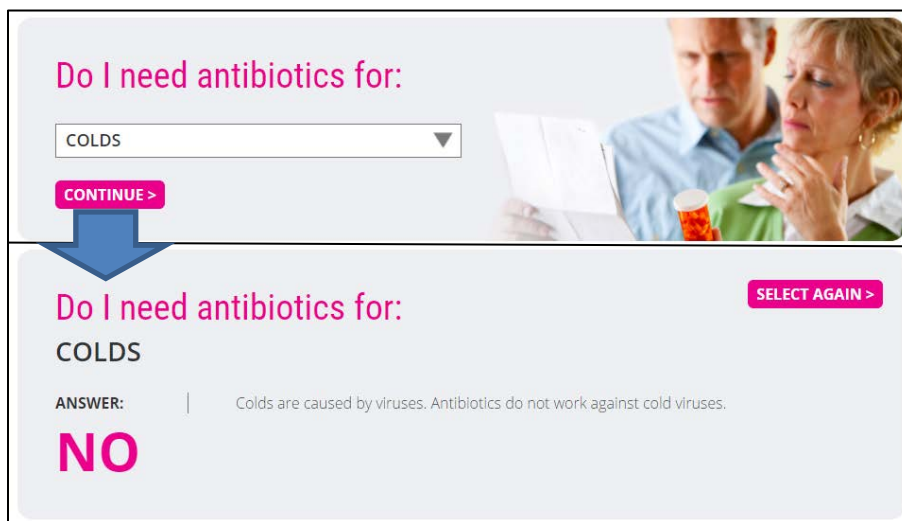 Do I need antibiotics for:
COLDS
CONTINUE >
Do I need antibiotics for:
SELECT AGAIN >
COLDS
ANSWER:
Colds are caused by viruses. Antibiotics do not work against cold viruses.
NO